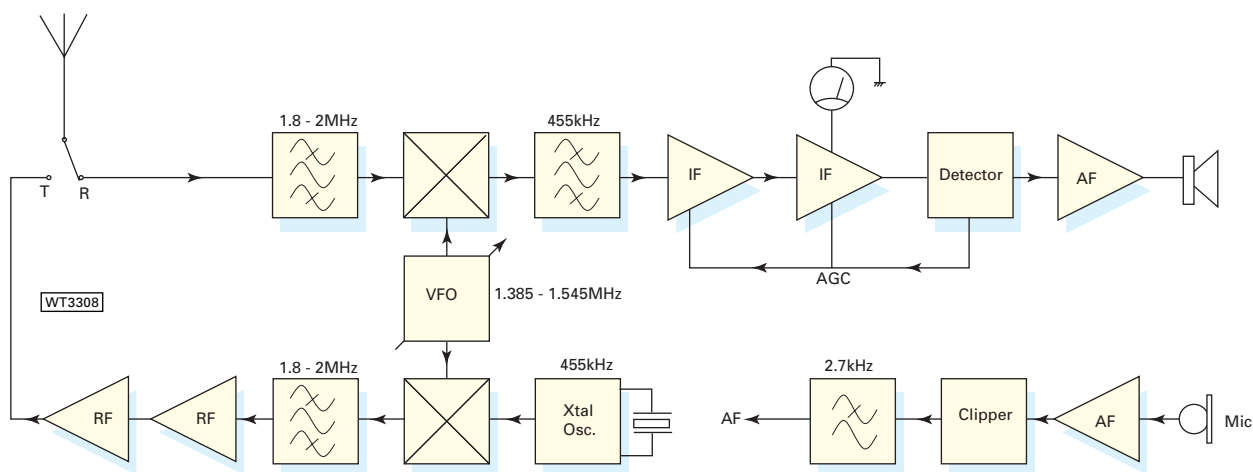 1.8 - 2MHz
455kHz
IF
IF
Detector
AF
T
R
AGC
WT3308
VFO
1.385 - 1.545MHz
1.8 - 2MHz
455kHz
2.7kHz
RF
RF
Xtal
Osc.
AF
Clipper
AF
Mic